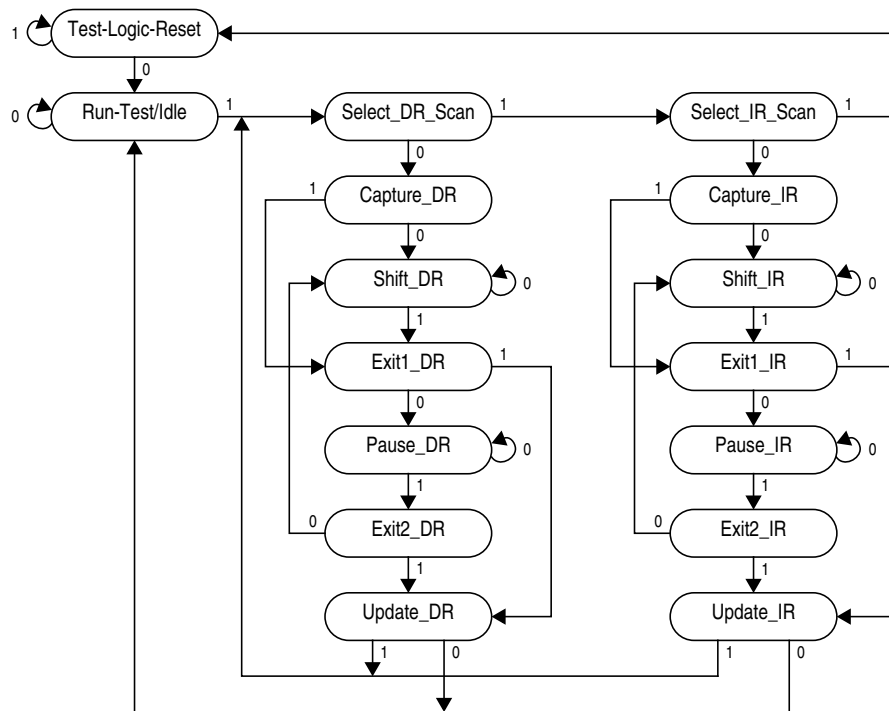 Test-Logic-Reset
1
0
Run-Test/Idle
0
1
Select_DR_Scan
1
Select_IR_Scan
1
0
0
1
Capture_DR
1
Capture_IR
0
0
Shift_DR
0
Shift_IR
0
1
1
Exit1_DR
1
Exit1_IR
1
0
0
Pause_DR
0
Pause_IR
0
1
1
0
Exit2_DR
0
Exit2_IR
1
1
Update_DR
Update_IR
1
0
1
0